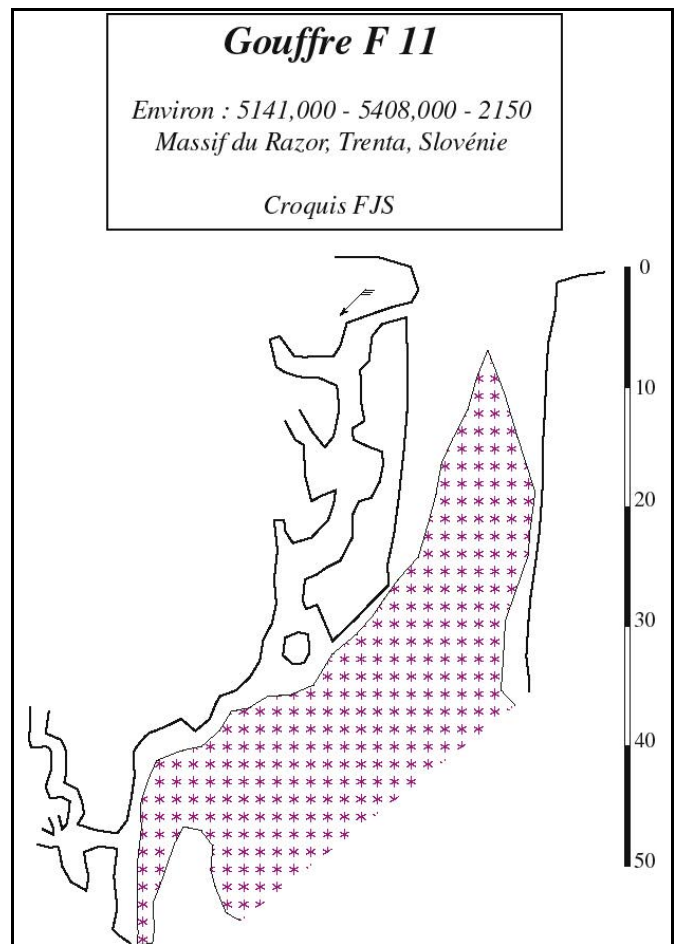 Gouffre F 11
Environ : 5141,000 - 5408,000 - 2150
Massif du Razor, Trenta, Slovénie
Croquis FJS
0
10
20
30
40
50